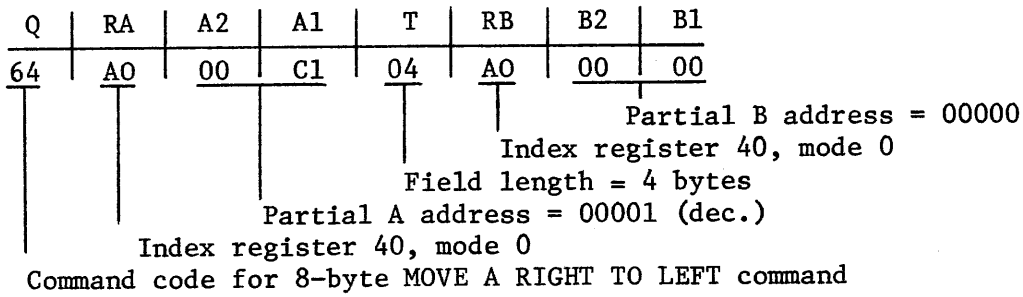 Q RA A2 A1 T RB B2 B1
64 A0 00 C1 04 A0 00 00
Partial B address = 00000
Index register 40, mode 0
Field length = 4 bytes
Partial A address = 00001 (dec.)
Index register 40, mode 0
Command code for 8-byte MOVE A RIGHT TO LEFT command